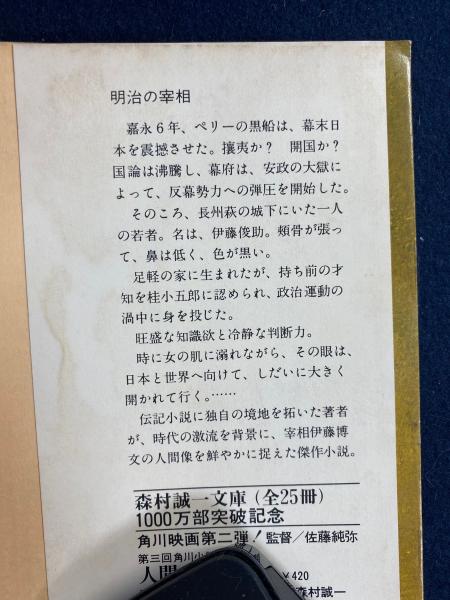 明治の宰相
嘉永6年、ペリーの黒船は、幕末日
本を震撼させた。攘夷か？　開国か？
国論は沸騰し、幕府は、安政の大獄に
よって、反幕勢力への弾圧を開始した。
そのころ、長州萩の城下にいた一人
の若者。名は、伊藤俊助。頬骨が張っ
て、鼻は低く、色が黒い。
足軽の家に生まれたが、持ち前の才
知を桂小五郎に認められ、政治運動の
渦中に身を投じた。
旺盛な知識欲と冷静な判断力。
時に女の肌に溺れながら、その眼は、
日本と世界へ向けて、しだいに大きく
開かれて行く。……
伝記小説に独自の境地を拓いた著者
が、時代の激流を背景に、宰相伊藤博
文の人間像を鮮やかに捉えた傑作小説。
森村誠一文庫（全25冊）
1000万部突破記念
角川映画第二弾！監督／佐藤純弥
第三回角川小
人間
¥420
森村誠一